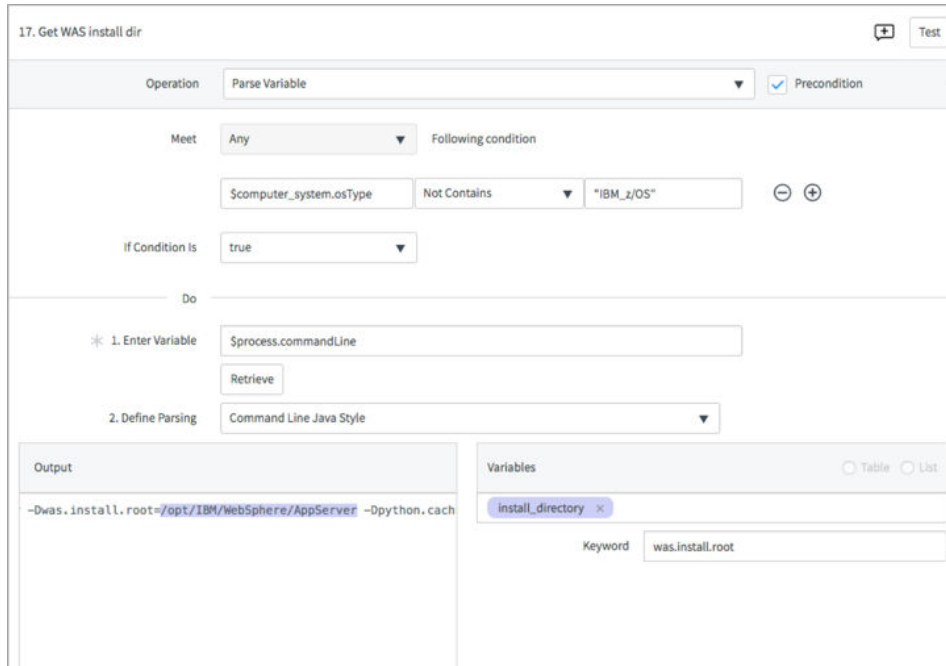 17. Get WAS install dir
Test
Operation
Parse Variable
Precondition
Meet
Any
Following condition
$computer_system.osType
Not Contains
"IBM_z/OS"
If Condition Is
true
Do
1. Enter Variable
$process.commandLine
Retrieve
2. Define Parsing
Command Line Java Style
Output
-Dwas.install.root=/opt/IBM/WebSphere/AppServer -Dpython.cach
Variables
Table
List
install_directory ×
Keyword
was.install.root